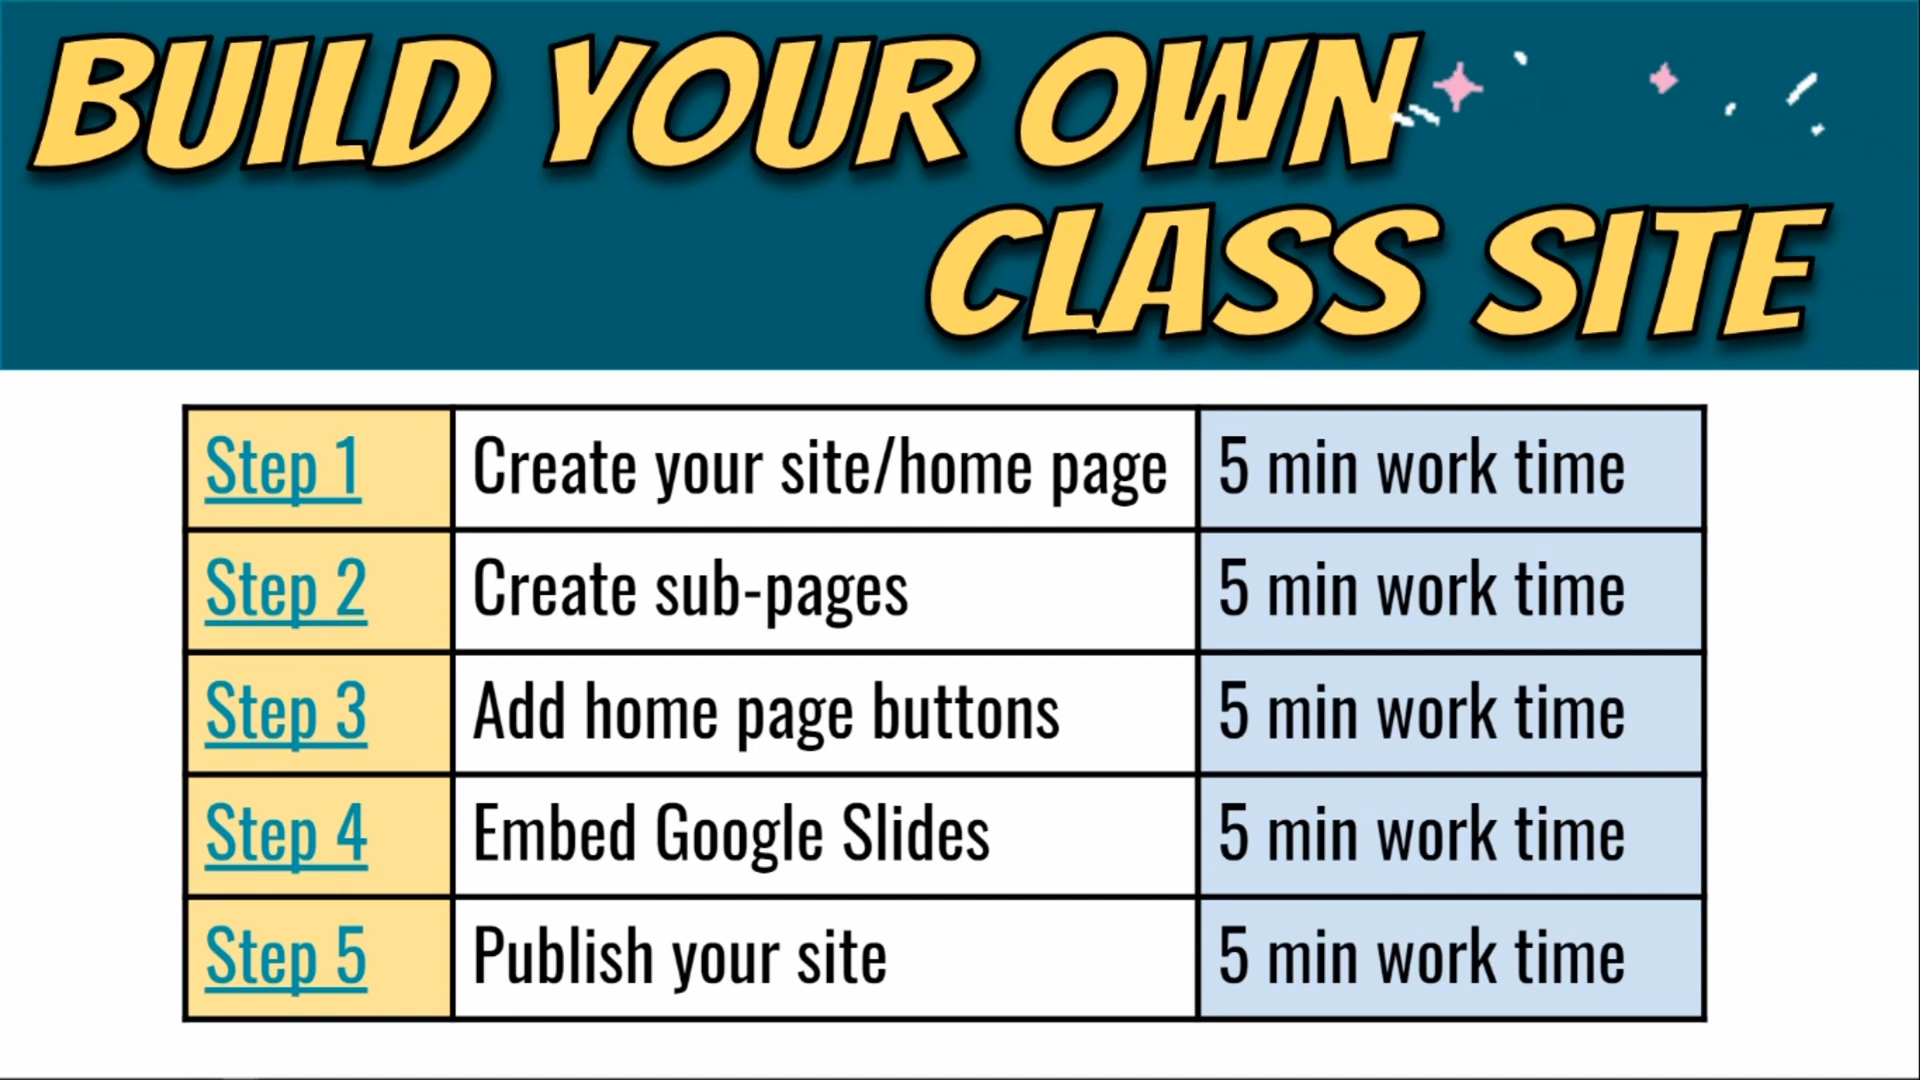 BUILD YOUR OWN
CLASS SITE
Step 1 Create your site/home page 5 min work time
Step 2 Create sub-pages 5 min work time
Step 3 Add home page buttons 5 min work time
Step 4 Embed Google Slides 5 min work time
Step 5 Publish your site 5 min work time